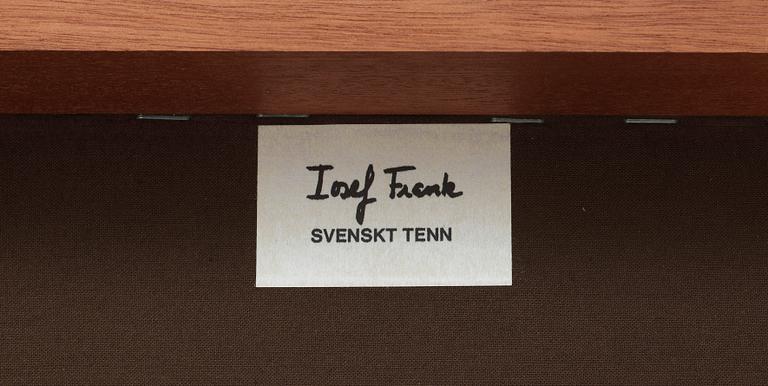 Josef Frank
SVENSKT TENN